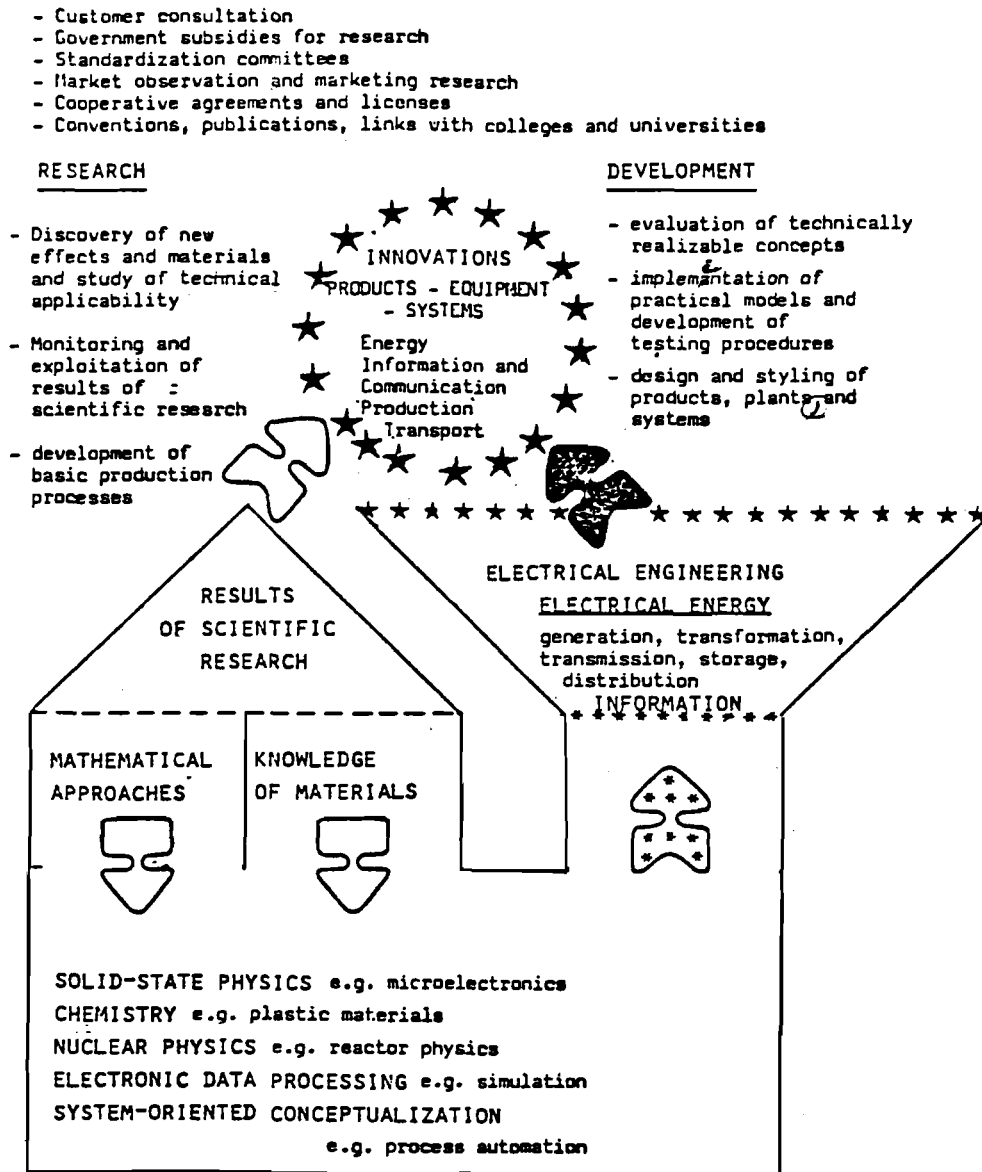 - Customer consultation
- Government subsidies for research
- Standardization committees
- Market observation and marketing research
- Cooperative agreements and licenses
- Conventions, publications, links with colleges and universities
RESEARCH
- Discovery of new
effects and materials
and study of technical
applicability
- Monitoring and
exploitation of
results of
scientific research
- development of
basic production
processes
INNOVATIONS
PRODUCTS - EQUIPMENT
- SYSTEMS
Energy
Information and
Communication
Production
Transport
DEVELOPMENT
- evaluation of technically
realizable concepts
- implemantation of
practical models and
development of
testing procedures
- design and styling of
products, plants and
systems
RESULTS
OF SCIENTIFIC
RESEARCH
ELECTRICAL ENGINEERING
ELECTRICAL ENERGY
generation, transformation,
transmission, storage,
distribution
INFORMATION
MATHEMATICAL
APPROACHES
KNOWLEDGE
OF MATERIALS
SOLID-STATE PHYSICS e.g. microelectronics
CHEMISTRY e.g. plastic materials
NUCLEAR PHYSICS e.g. reactor physics
ELECTRONIC DATA PROCESSING e.g. simulation
SYSTEM-ORIENTED CONCEPTUALIZATION
e.g. process automation